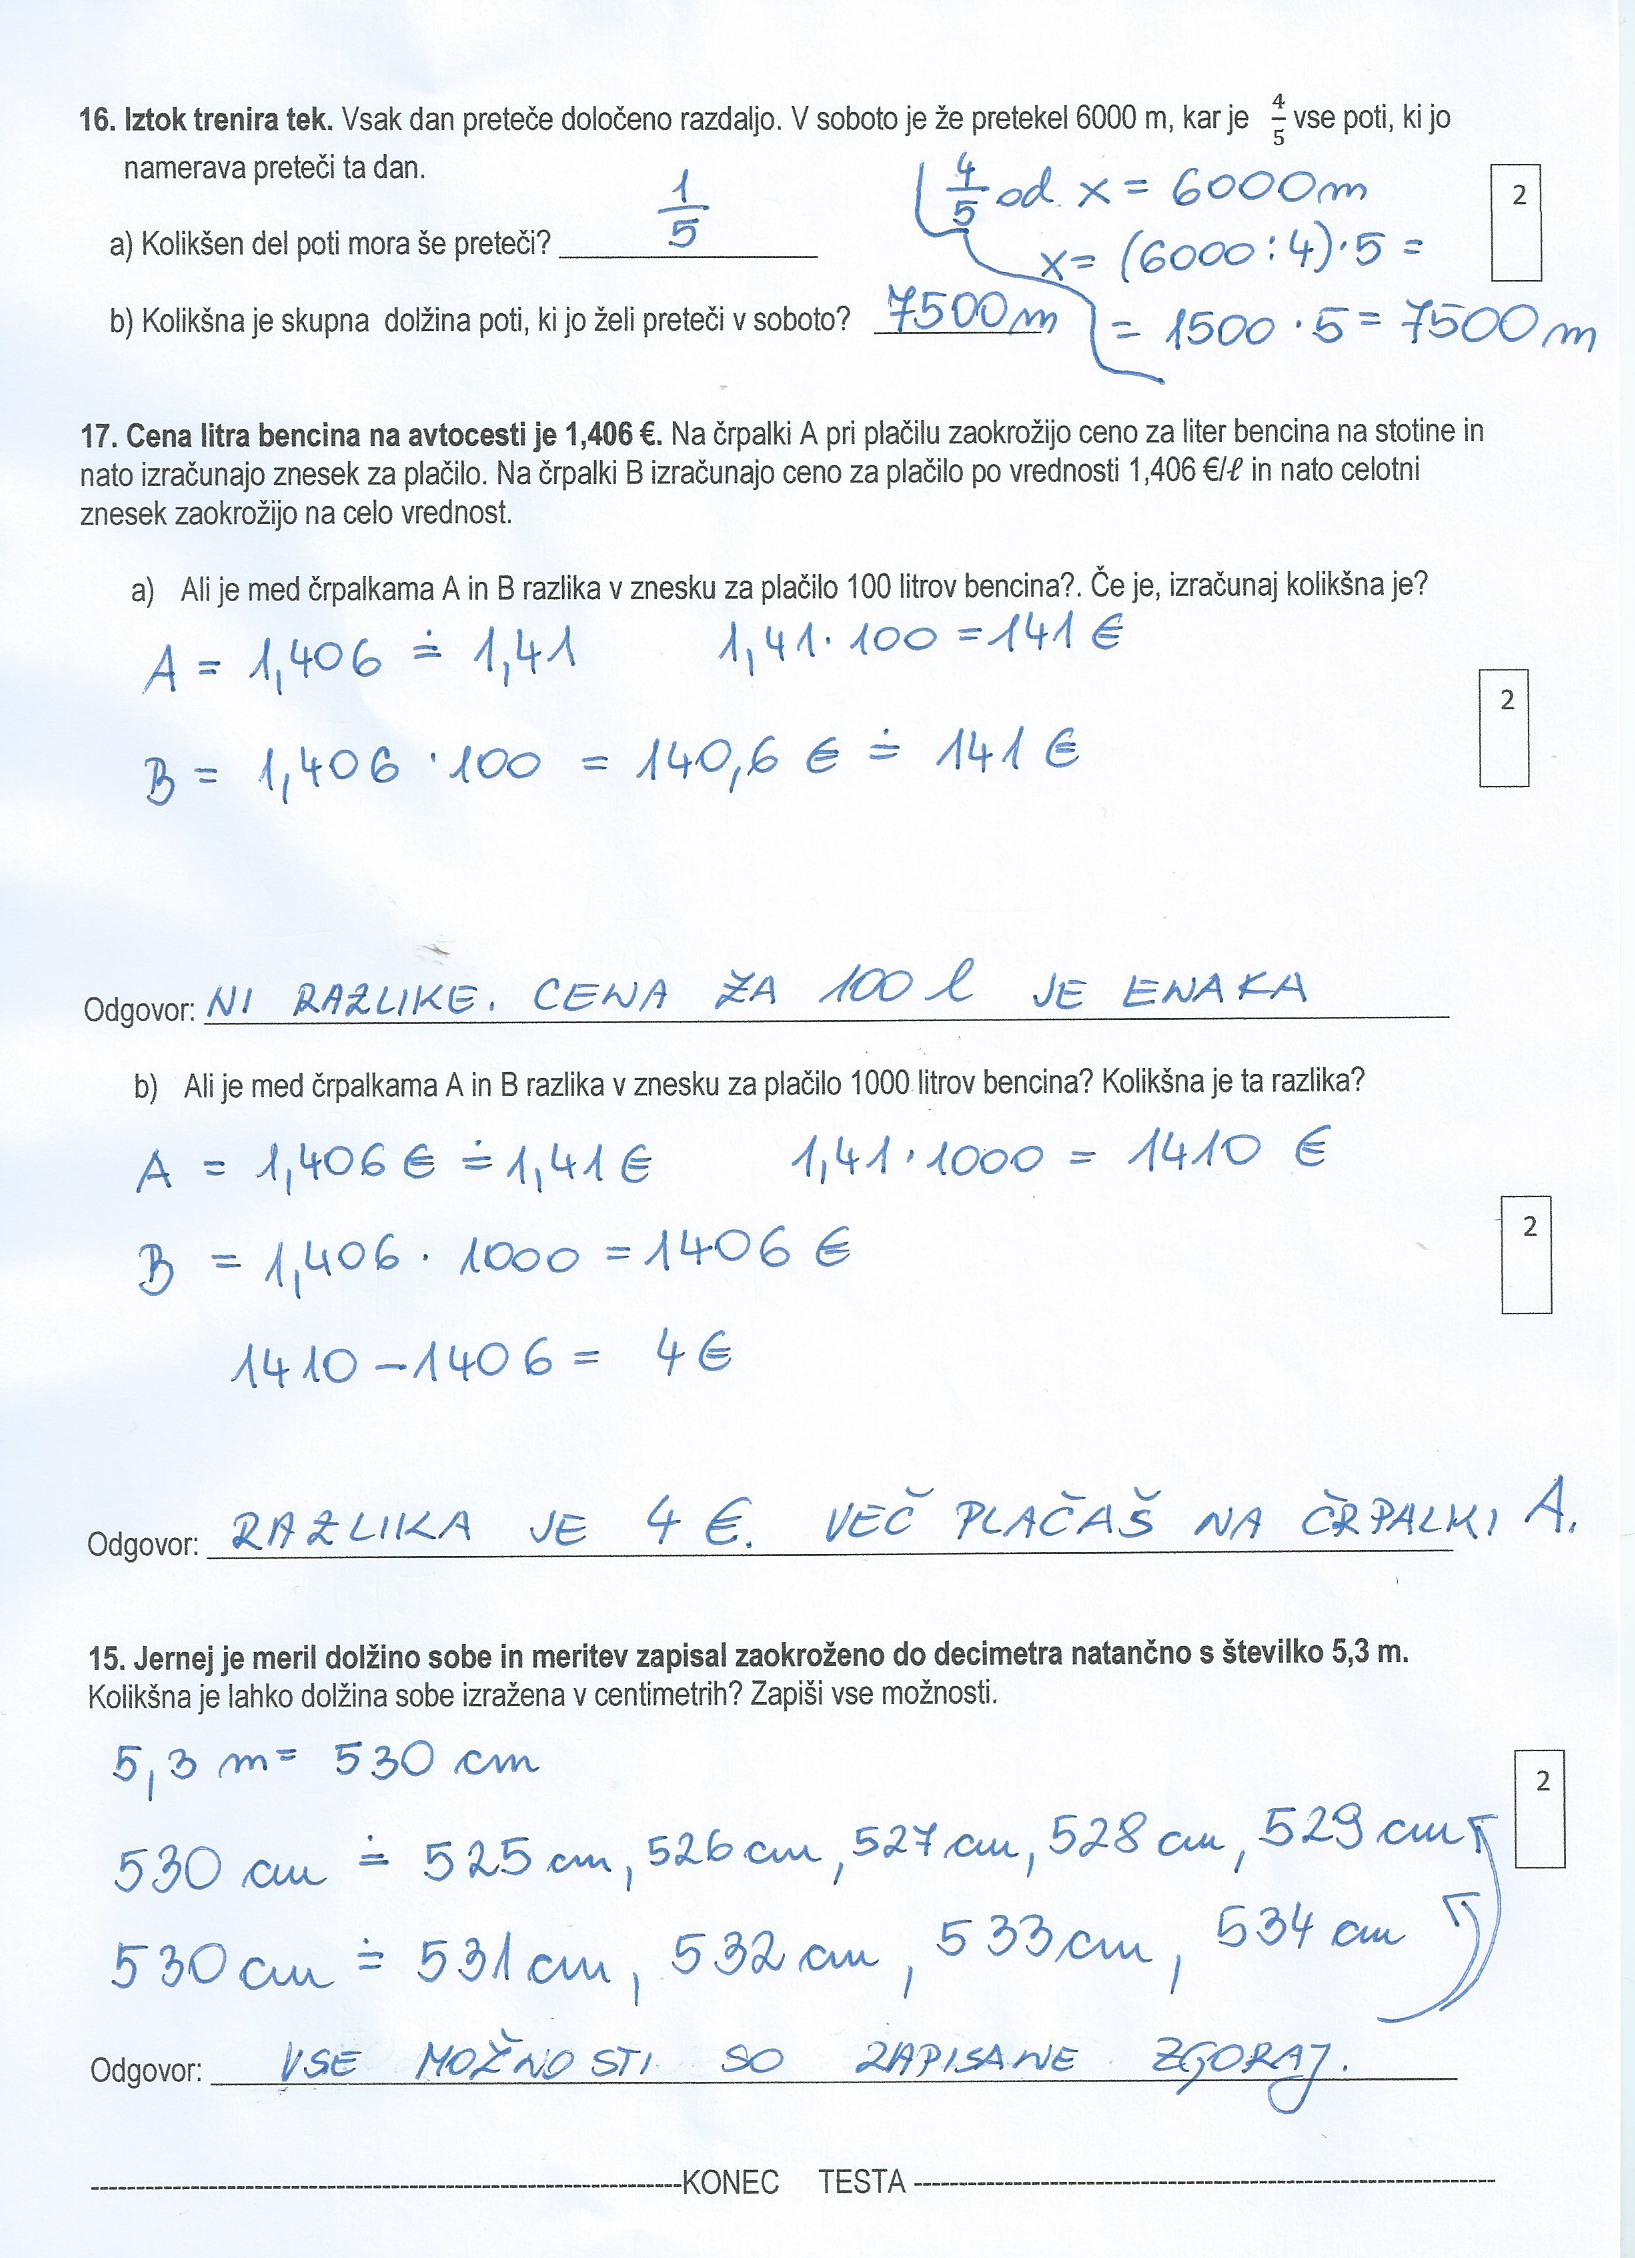 16. Iztok trenira tek. Vsak dan preteče določeno razdaljo. V soboto je že pretekel 6000 m, kar je 4/5 vse poti, ki jo
namerava preteči ta dan.
4/5 od x = 6000 m
2
a) Kolikšen del poti mora še preteči? 1/5
x = (6000 : 4) · 5 =
b) Kolikšna je skupna dolžina poti, ki jo želi preteči v soboto? 7500 m
= 1500 · 5 = 7500 m
17. Cena litra bencina na avtocesti je 1,406 €. Na črpalki A pri plačilu zaokrožijo ceno za liter bencina na stotine in
nato izračunajo znesek za plačilo. Na črpalki B izračunajo ceno za plačilo po vrednosti 1,406 €/ℓ in nato celotni
znesek zaokrožijo na celo vrednost.
a) Ali je med črpalkama A in B razlika v znesku za plačilo 100 litrov bencina?. Če je, izračunaj kolikšna je?
A = 1,406 ≐ 1,41 1,41 · 100 = 141 €
2
B = 1,406 · 100 = 140,6 € ≐ 141 €
Odgovor: NI RAZLIKE. CENA ZA 100 l JE ENAKA
b) Ali je med črpalkama A in B razlika v znesku za plačilo 1000 litrov bencina? Kolikšna je ta razlika?
A = 1,406 € ≐ 1,41 € 1,41 · 1000 = 1410 €
2
B = 1,406 · 1000 = 1406 €
1410 – 1406 = 4 €
Odgovor: RAZLIKA JE 4 €. VEČ PLAČAŠ NA ČRPALKI A.
15. Jernej je meril dolžino sobe in meritev zapisal zaokroženo do decimetra natančno s številko 5,3 m.
Kolikšna je lahko dolžina sobe izražena v centimetrih? Zapiši vse možnosti.
5,3 m = 530 cm
2
530 cm ≐ 525 cm, 526 cm, 527 cm, 528 cm, 529 cm
530 cm ≐ 531 cm, 532 cm, 533 cm, 534 cm
Odgovor: VSE MOŽNOSTI SO ZAPISANE ZGORAJ.
KONEC TESTA